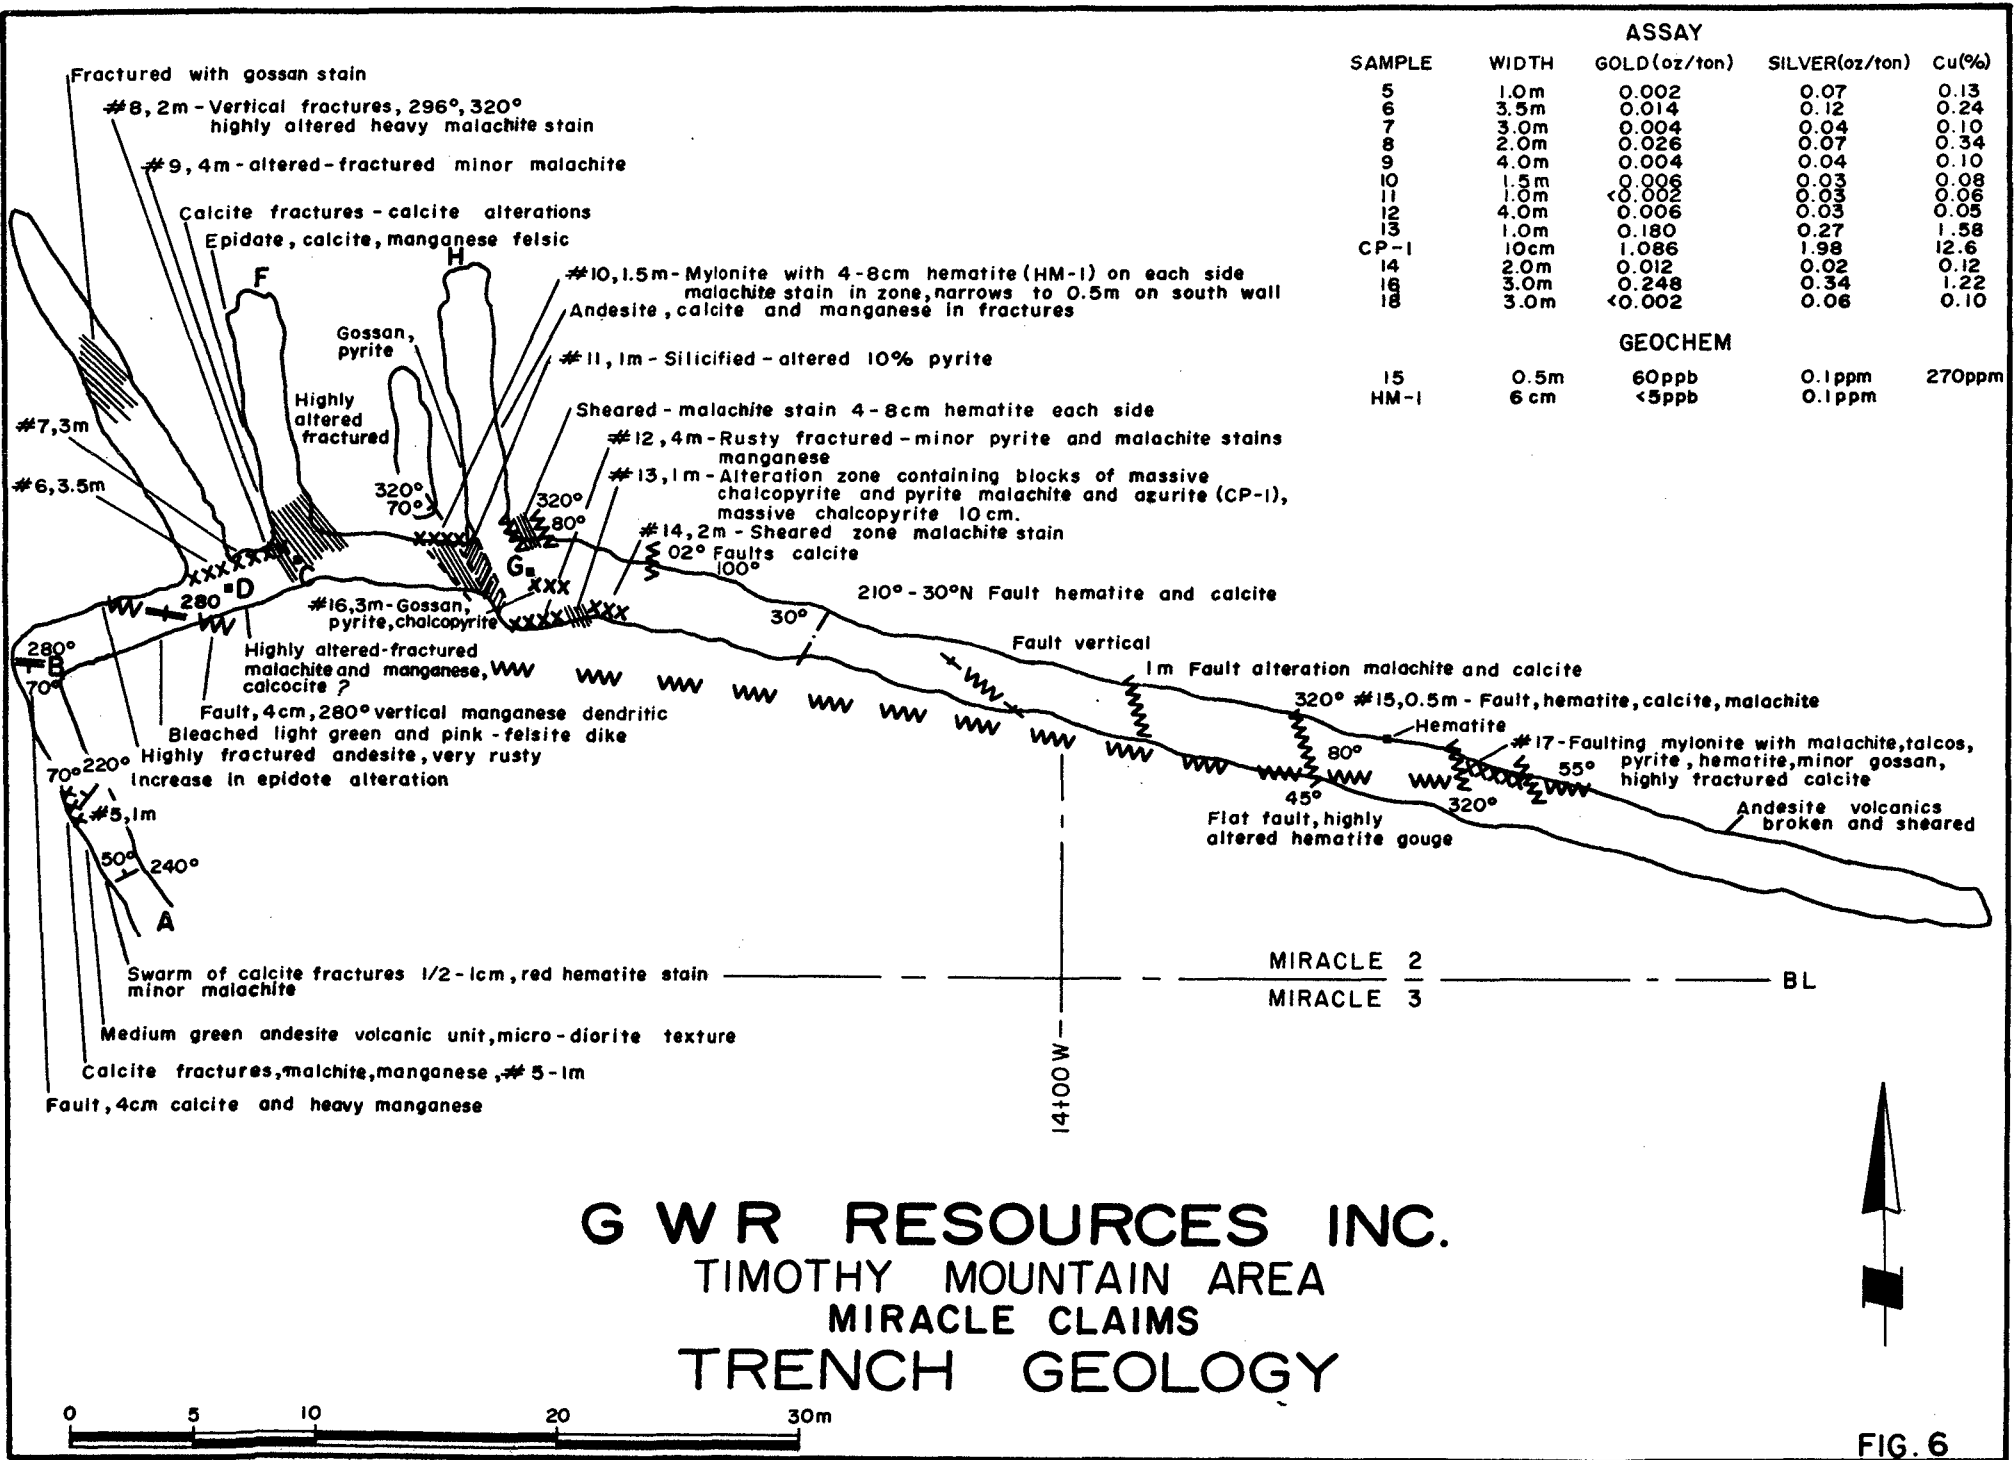 Fractured with gossan stain
#8, 2m - Vertical fractures, 296°, 320°
highly altered heavy malachite stain
#9, 4m - altered-fractured minor malachite
Calcite fractures - calcite alterations
Epidate, calcite, manganese felsic
F
H
#10, 1.5m - Mylonite with 4-8cm hematite (HM-1) on each side
malachite stain in zone, narrows to 0.5m on south wall
Andesite, calcite and manganese in fractures
Gossan,
pyrite
#11, 1m - Silicified - altered 10% pyrite
Highly
altered
fractured
Sheared - malachite stain 4-8cm hematite each side
#12, 4m - Rusty fractured - minor pyrite and malachite stains
manganese
#13, 1m - Alteration zone containing blocks of massive
chalcopyrite and pyrite malachite and azurite (CP-1),
massive chalcopyrite 10 cm.
#14, 2m - Sheared zone malachite stain
#7, 3m
#6, 3.5m
320°
70°
320°
80°
02° Faults calcite
100°
G
C
D
280
#16, 3m - Gossan,
pyrite, chalcopyrite
210° - 30°N Fault hematite and calcite
30°
Fault vertical
1m Fault alteration malachite and calcite
320° #15, 0.5m - Fault, hematite, calcite, malachite
Hematite
#17 - Faulting mylonite with malachite, talcos,
pyrite, hematite, minor gossan,
highly fractured calcite
80°
55°
45°
320°
Flat fault, highly
altered hematite gouge
Andesite volcanics
broken and sheared
280°
B
70°
Highly altered-fractured
malachite and manganese,
calcocite ?
Fault, 4cm, 280° vertical manganese dendritic
Bleached light green and pink - felsite dike
Highly fractured andesite, very rusty
Increase in epidote alteration
70° 220°
#5, 1m
50°
240°
A
Swarm of calcite fractures 1/2 - 1cm, red hematite stain
minor malachite
Medium green andesite volcanic unit, micro-diorite texture
Calcite fractures, malchite, manganese, #5 - 1m
Fault, 4cm calcite and heavy manganese
MIRACLE 2
MIRACLE 3
BL
14+00W
ASSAY
SAMPLE WIDTH GOLD(oz/ton) SILVER(oz/ton) Cu(%)
5 1.0m 0.002 0.07 0.13
6 3.5m 0.014 0.12 0.24
7 3.0m 0.004 0.04 0.10
8 2.0m 0.026 0.07 0.34
9 4.0m 0.004 0.04 0.10
10 1.5m 0.006 0.03 0.08
11 1.0m <0.002 0.03 0.06
12 4.0m 0.006 0.03 0.05
13 1.0m 0.180 0.27 1.58
CP-1 10cm 1.086 1.98 12.6
14 2.0m 0.012 0.02 0.12
16 3.0m 0.248 0.34 1.22
18 3.0m <0.002 0.06 0.10
GEOCHEM
15 0.5m 60ppb 0.1ppm 270ppm
HM-1 6 cm <5ppb 0.1ppm
G W R RESOURCES INC.
TIMOTHY MOUNTAIN AREA
MIRACLE CLAIMS
TRENCH GEOLOGY
0 5 10 20 30m
FIG. 6